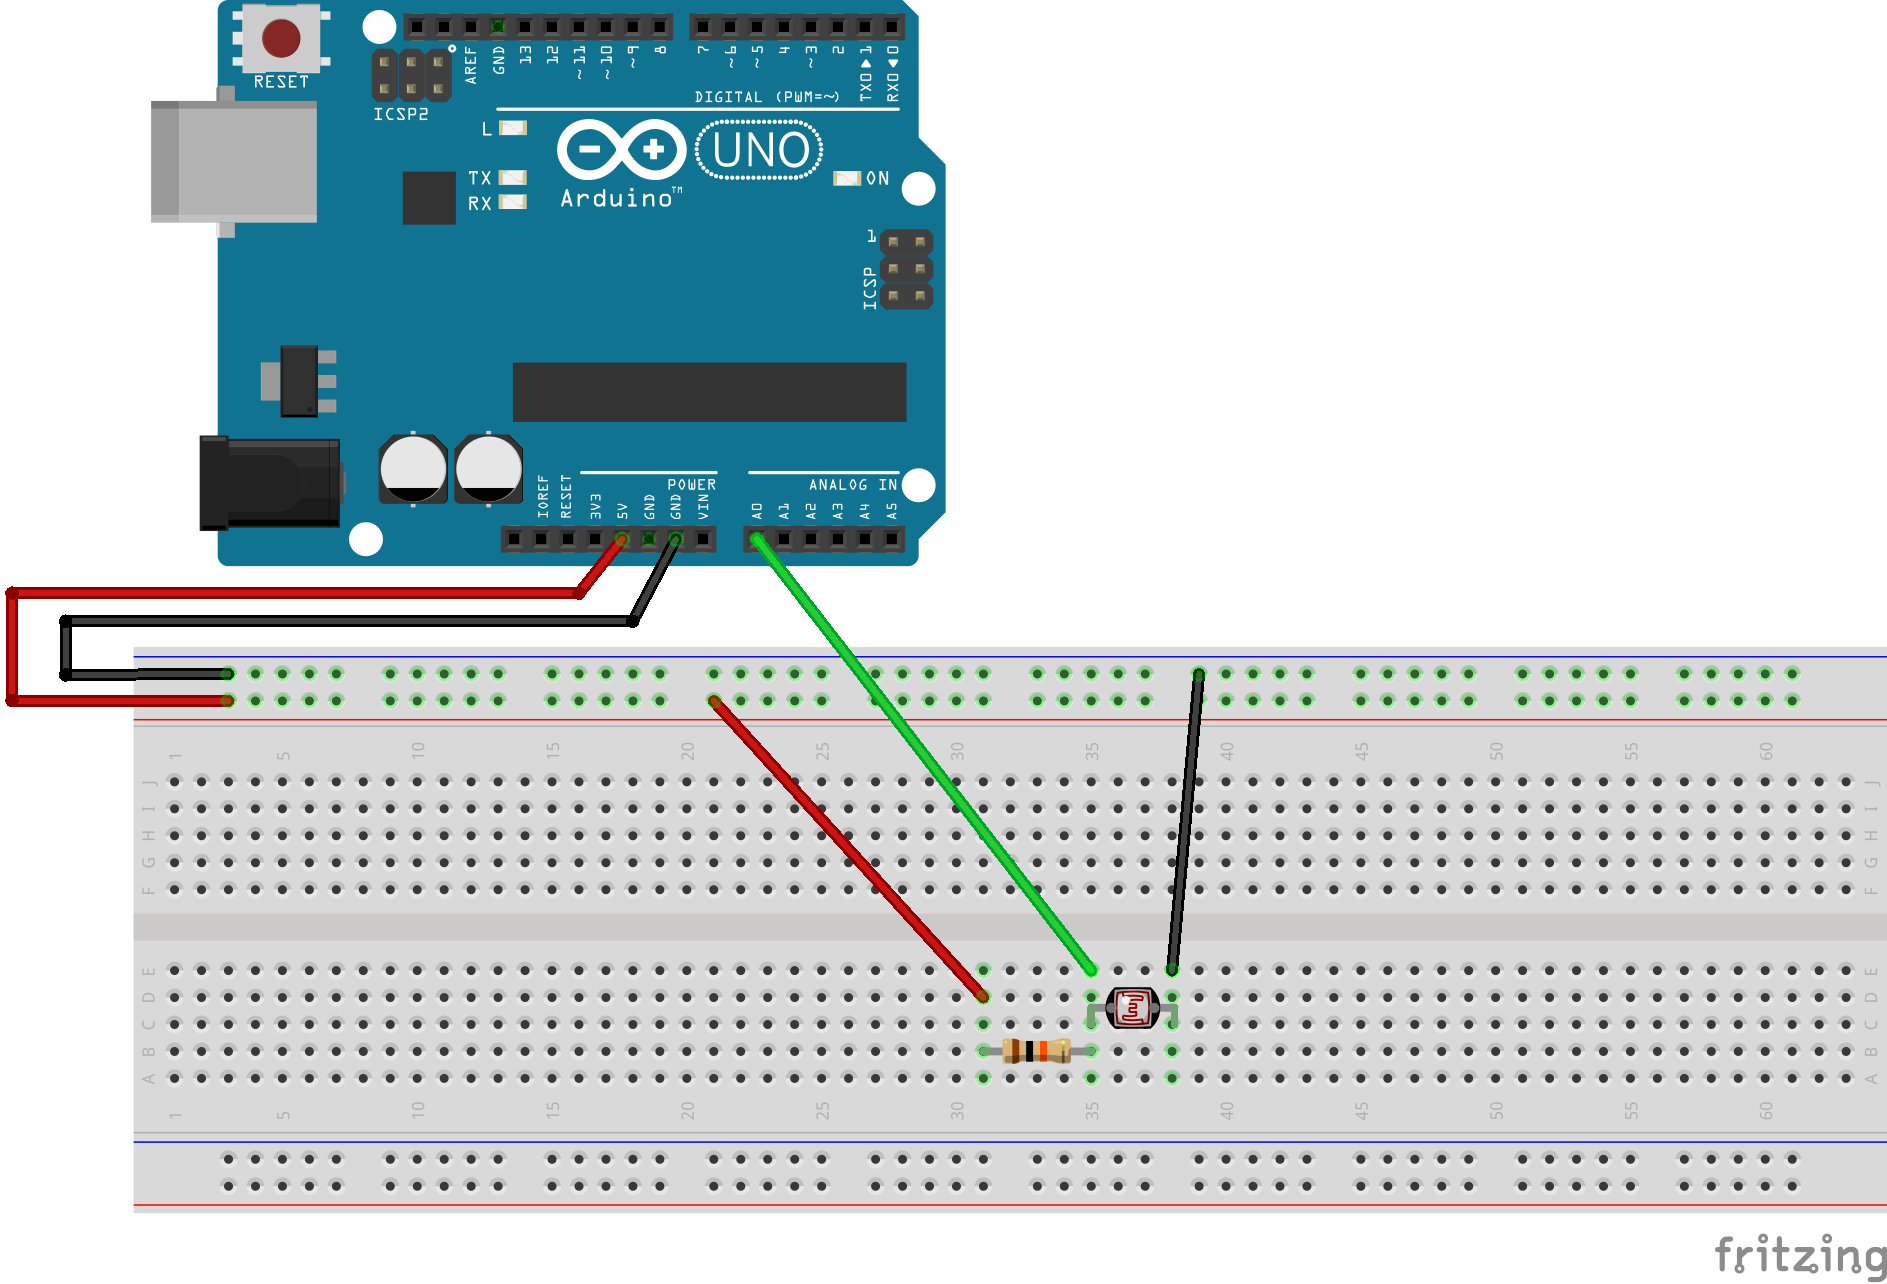 RESET
ICSP2
AREF
GND
13
12
~11
~10
~9
8
7
~6
~5
4
~3
2
TX0▶1
RX0◀0
DIGITAL (PWM=~)
L
TX
RX
Arduino™
UNO
ON
1
ICSP
IOREF
RESET
3V3
5V
GND
GND
VIN
POWER
A0
A1
A2
A3
A4
A5
ANALOG IN
1 5 10 15 20 25 30 35 40 45 50 55 60
J J
I I
H H
G G
F F
E E
D D
C C
B B
A A
1 5 10 15 20 25 30 35 40 45 50 55 60
fritzing